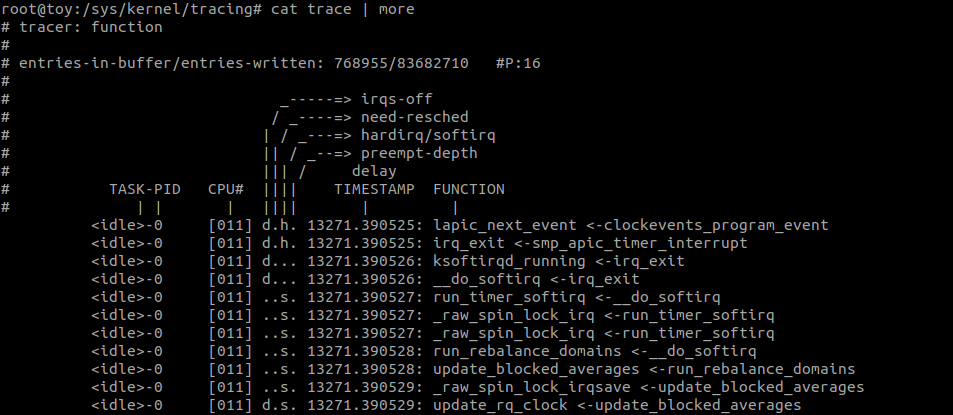 root@toy:/sys/kernel/tracing# cat trace | more
# tracer: function
#
# entries-in-buffer/entries-written: 768955/83682710   #P:16
#
#                              _-----=> irqs-off
#                             / _----=> need-resched
#                            | / _---=> hardirq/softirq
#                            || / _--=> preempt-depth
#                            ||| /     delay
#           TASK-PID   CPU#  ||||    TIMESTAMP  FUNCTION
#              | |       |   ||||       |         |
          <idle>-0     [011] d.h. 13271.390525: lapic_next_event <-clockevents_program_event
          <idle>-0     [011] d.h. 13271.390525: irq_exit <-smp_apic_timer_interrupt
          <idle>-0     [011] d... 13271.390526: ksoftirqd_running <-irq_exit
          <idle>-0     [011] d... 13271.390526: __do_softirq <-irq_exit
          <idle>-0     [011] ..s. 13271.390527: run_timer_softirq <-__do_softirq
          <idle>-0     [011] ..s. 13271.390527: _raw_spin_lock_irq <-run_timer_softirq
          <idle>-0     [011] ..s. 13271.390527: _raw_spin_lock_irq <-run_timer_softirq
          <idle>-0     [011] ..s. 13271.390528: run_rebalance_domains <-__do_softirq
          <idle>-0     [011] ..s. 13271.390528: update_blocked_averages <-run_rebalance_domains
          <idle>-0     [011] ..s. 13271.390529: _raw_spin_lock_irqsave <-update_blocked_averages
          <idle>-0     [011] d.s. 13271.390529: update_rq_clock <-update_blocked_averages